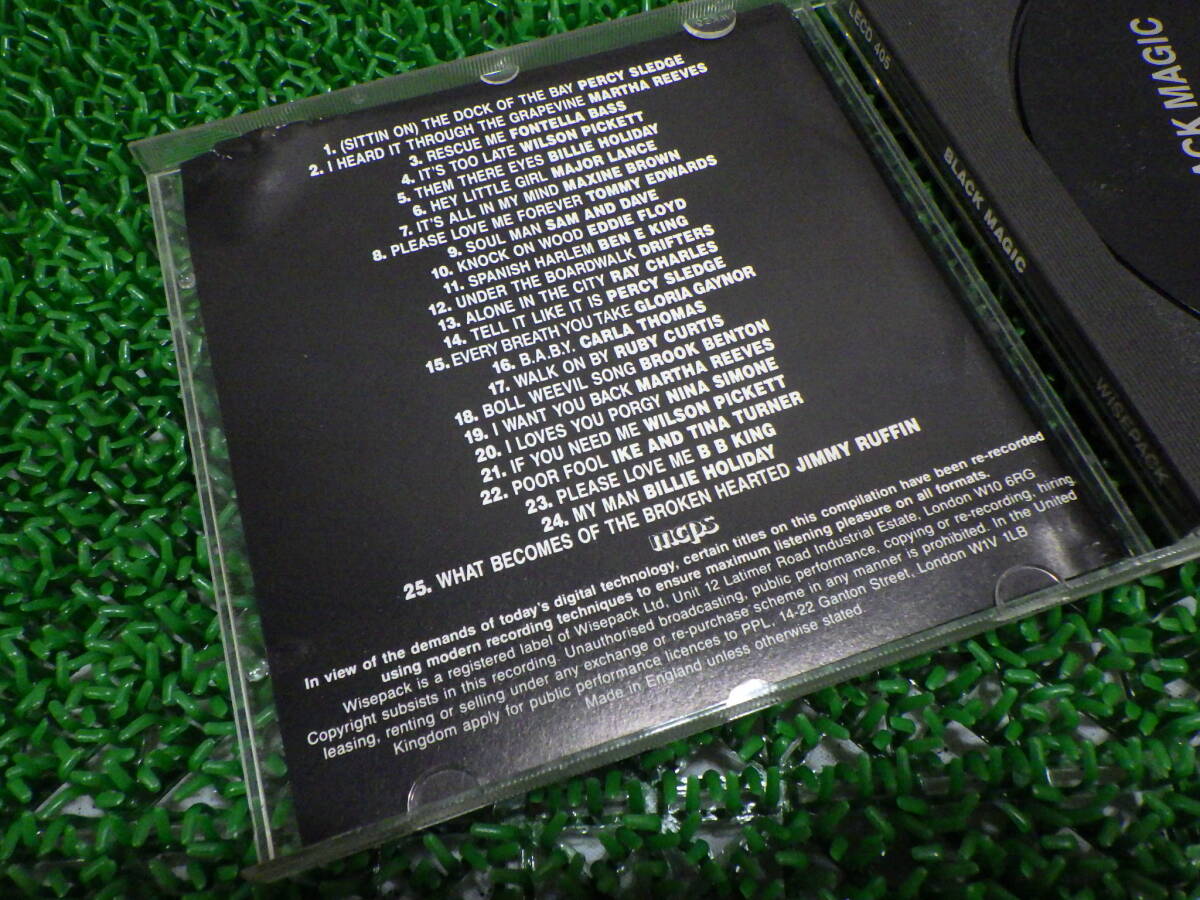 1. (SITTIN ON) THE DOCK OF THE BAY PERCY SLEDGE
2. I HEARD IT THROUGH THE GRAPEVINE MARTHA REEVES
3. RESCUE ME FONTELLA BASS
4. IT'S TOO LATE WILSON PICKETT
5. THEM THERE EYES BILLIE HOLIDAY
6. HEY LITTLE GIRL MAJOR LANCE
7. IT'S ALL IN MY MIND MAXINE BROWN
8. PLEASE LOVE ME FOREVER TOMMY EDWARDS
9. SOUL MAN SAM AND DAVE
10. KNOCK ON WOOD EDDIE FLOYD
11. SPANISH HARLEM BEN E KING
12. UNDER THE BOARDWALK DRIFTERS
13. ALONE IN THE CITY RAY CHARLES
14. TELL IT LIKE IT IS PERCY SLEDGE
15. EVERY BREATH YOU TAKE GLORIA GAYNOR
16. B.A.B.Y. CARLA THOMAS
17. WALK ON BY RUBY CURTIS
18. BOLL WEEVIL SONG BROOK BENTON
19. I WANT YOU BACK MARTHA REEVES
20. I LOVES YOU PORGY NINA SIMONE
21. IF YOU NEED ME WILSON PICKETT
22. POOR FOOL IKE AND TINA TURNER
23. PLEASE LOVE ME B B KING
24. MY MAN BILLIE HOLIDAY
25. WHAT BECOMES OF THE BROKEN HEARTED JIMMY RUFFIN
mcps
In view of the demands of today's digital technology, certain titles on this compilation have been re-recorded
using modern recording techniques to ensure maximum listening pleasure on all formats.
Wisepack is a registered label of Wisepack Ltd, Unit 12 Latimer Road Industrial Estate, London W10 6RG
Copyright subsists in this recording. Unauthorised broadcasting, public performance, copying or re-recording, hiring,
leasing, renting or selling under any exchange or re-purchase scheme in any manner is prohibited. In the United
Kingdom apply for public performance licences to PPL, 14-22 Ganton Street, London W1V 1LB
Made in England unless otherwise stated
LECD 405
BLACK MAGIC
WISEPACK
ACK MAGIC